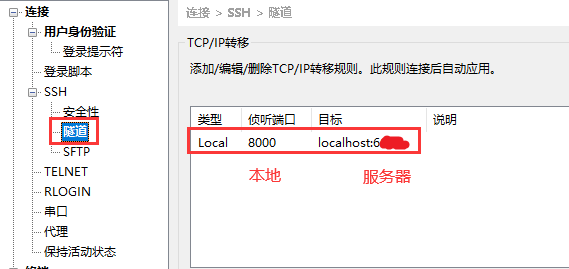 连接
用户身份验证
登录提示符
登录脚本
SSH
安全性
隧道
SFTP
TELNET
RLOGIN
串口
代理
保持活动状态
连接 > SSH > 隧道
TCP/IP转移
添加/编辑/删除TCP/IP转移规则。此规则连接后自动应用。
类型 侦听端口 目标 说明
Local 8000 localhost:6
本地 服务器